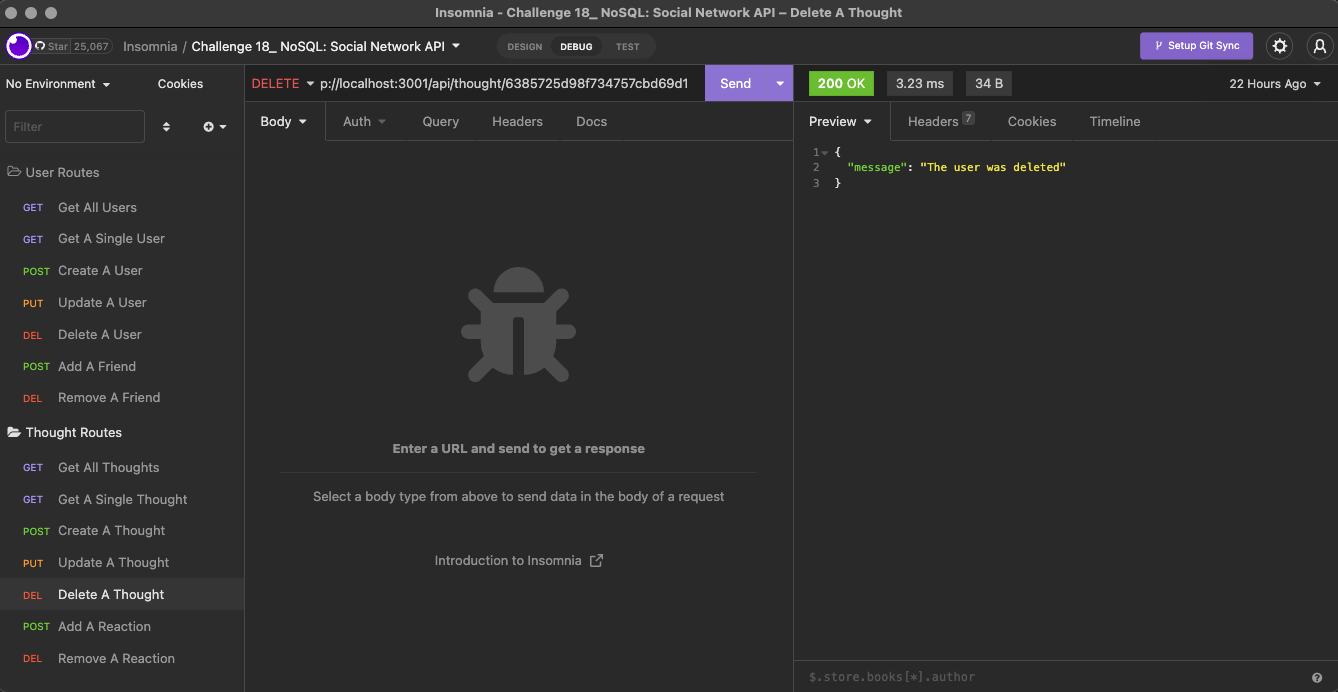 Insomnia - Challenge 18_ NoSQL: Social Network API – Delete A Thought
Star 25,067
Insomnia / Challenge 18_ NoSQL: Social Network API
DESIGN DEBUG TEST
Setup Git Sync
No Environment Cookies
DELETE p://localhost:3001/api/thought/6385725d98f734757cbd69d1 Send
200 OK 3.23 ms 34 B 22 Hours Ago
Filter
Body Auth Query Headers Docs
Preview Headers 7 Cookies Timeline
User Routes
GET Get All Users
GET Get A Single User
POST Create A User
PUT Update A User
DEL Delete A User
POST Add A Friend
DEL Remove A Friend
Thought Routes
GET Get All Thoughts
GET Get A Single Thought
POST Create A Thought
PUT Update A Thought
DEL Delete A Thought
POST Add A Reaction
DEL Remove A Reaction
Enter a URL and send to get a response
Select a body type from above to send data in the body of a request
Introduction to Insomnia
1 {
2 "message": "The user was deleted"
3 }
$.store.books[*].author